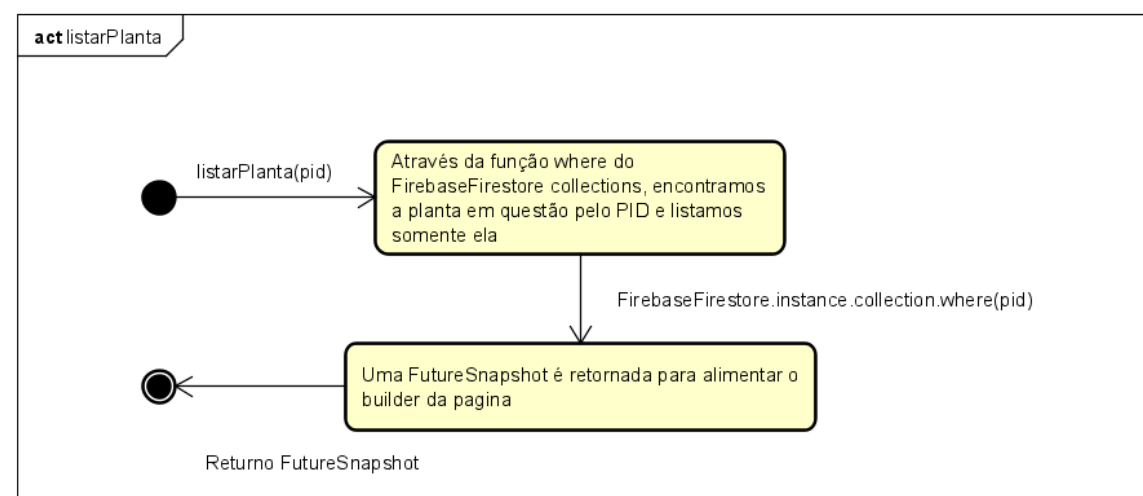 act listarPlanta
listarPlanta(pid)
Através da função where do
FirebaseFirestore collections, encontramos
a planta em questão pelo PID e listamos
somente ela
FirebaseFirestore.instance.collection.where(pid)
Uma FutureSnapshot é retornada para alimentar o
builder da pagina
Returno FutureSnapshot